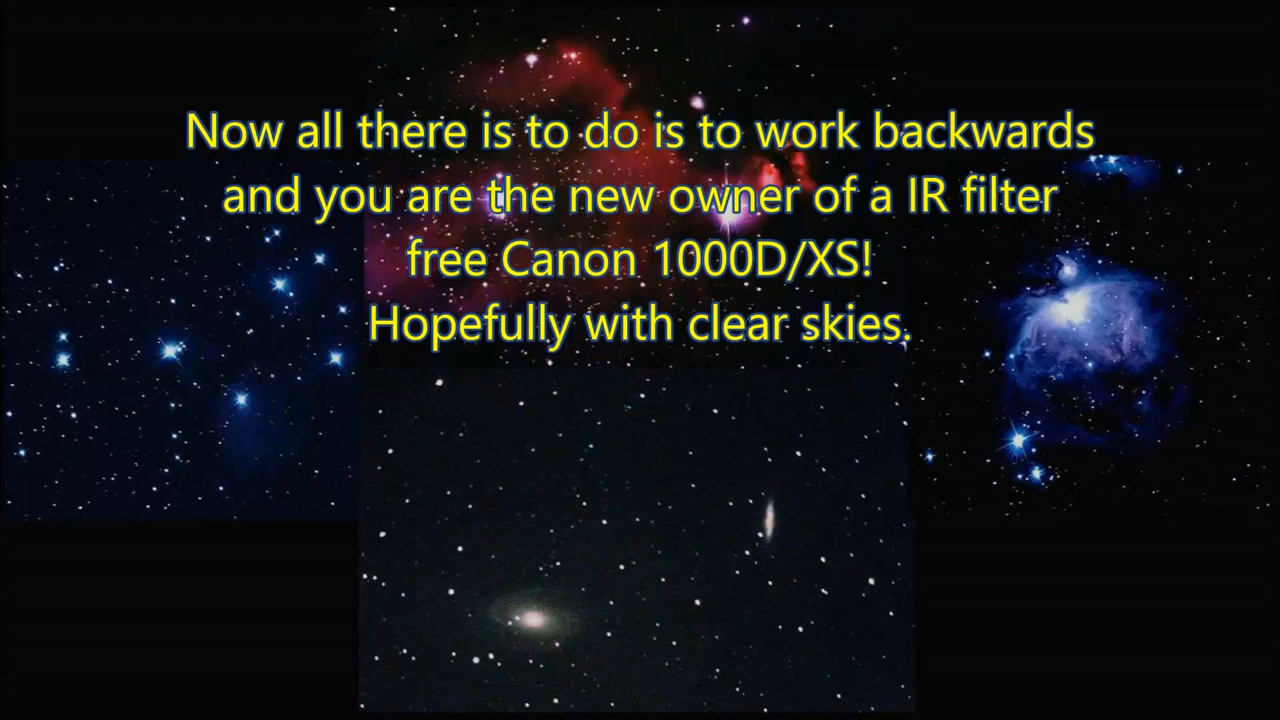 Now all there is to do is to work backwards
and you are the new owner of a IR filter
free Canon 1000D/XS!
Hopefully with clear skies.